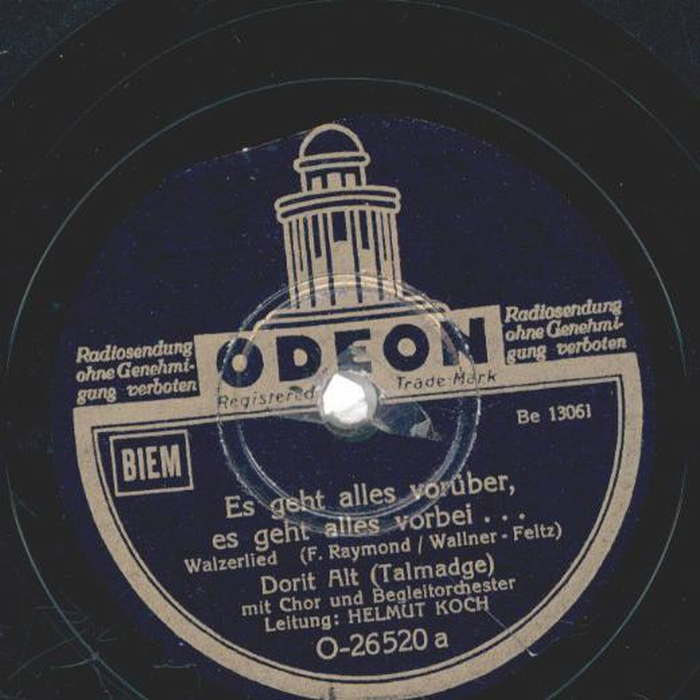 Radiosendung
ohne Genehmi-
gung verboten
ODEON
Radiosendung
ohne Genehmi-
gung verboten
Registered Trade-Mark
Be 13061
BIEM
Es geht alles vorüber,
es geht alles vorbei . . .
Walzerlied (F. Raymond / Wallner - Feltz)
Dorit Alt (Talmadge)
mit Chor und Begleitorchester
Leitung: HELMUT KOCH
O-26520 a